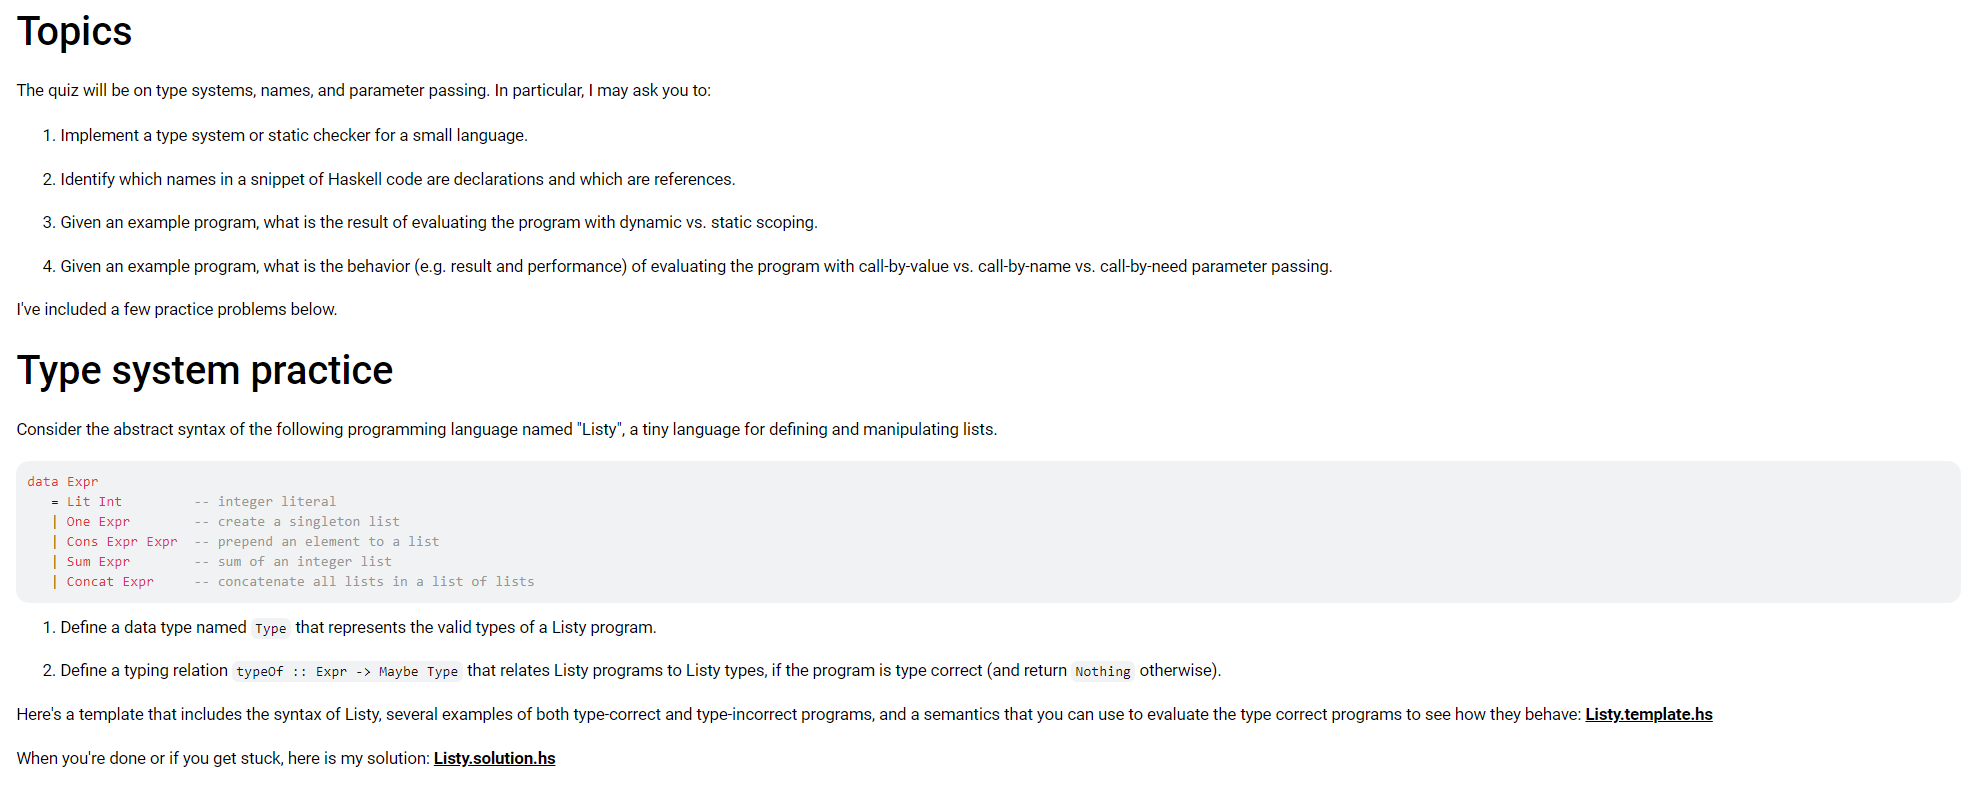 Topics
The quiz will be on type systems, names, and parameter passing. In particular, I may ask you to:
1. Implement a type system or static checker for a small language.
2. Identify which names in a snippet of Haskell code are declarations and which are references.
3. Given an example program, what is the result of evaluating the program with dynamic vs. static scoping.
4. Given an example program, what is the behavior (e.g. result and performance) of evaluating the program with call-by-value vs. call-by-name vs. call-by-need parameter passing.
I've included a few practice problems below.
Type system practice
Consider the abstract syntax of the following programming language named "Listy", a tiny language for defining and manipulating lists.
data Expr
   = Lit Int         -- integer literal
   | One Expr        -- create a singleton list
   | Cons Expr Expr  -- prepend an element to a list
   | Sum Expr        -- sum of an integer list
   | Concat Expr     -- concatenate all lists in a list of lists
1. Define a data type named Type that represents the valid types of a Listy program.
2. Define a typing relation typeOf :: Expr -> Maybe Type that relates Listy programs to Listy types, if the program is type correct (and return Nothing otherwise).
Here's a template that includes the syntax of Listy, several examples of both type-correct and type-incorrect programs, and a semantics that you can use to evaluate the type correct programs to see how they behave: Listy.template.hs
When you're done or if you get stuck, here is my solution: Listy.solution.hs